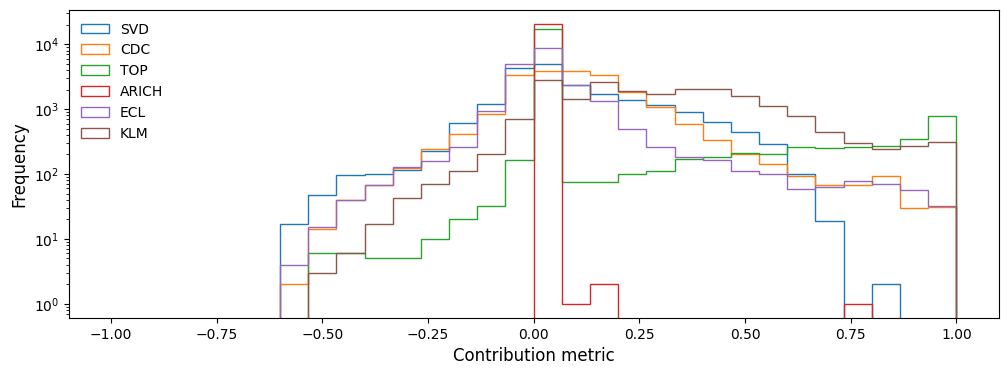 SVD
CDC
TOP
ARICH
ECL
KLM
Frequency
10⁴
10³
10²
10¹
10⁰
−1.00 −0.75 −0.50 −0.25 0.00 0.25 0.50 0.75 1.00
Contribution metric